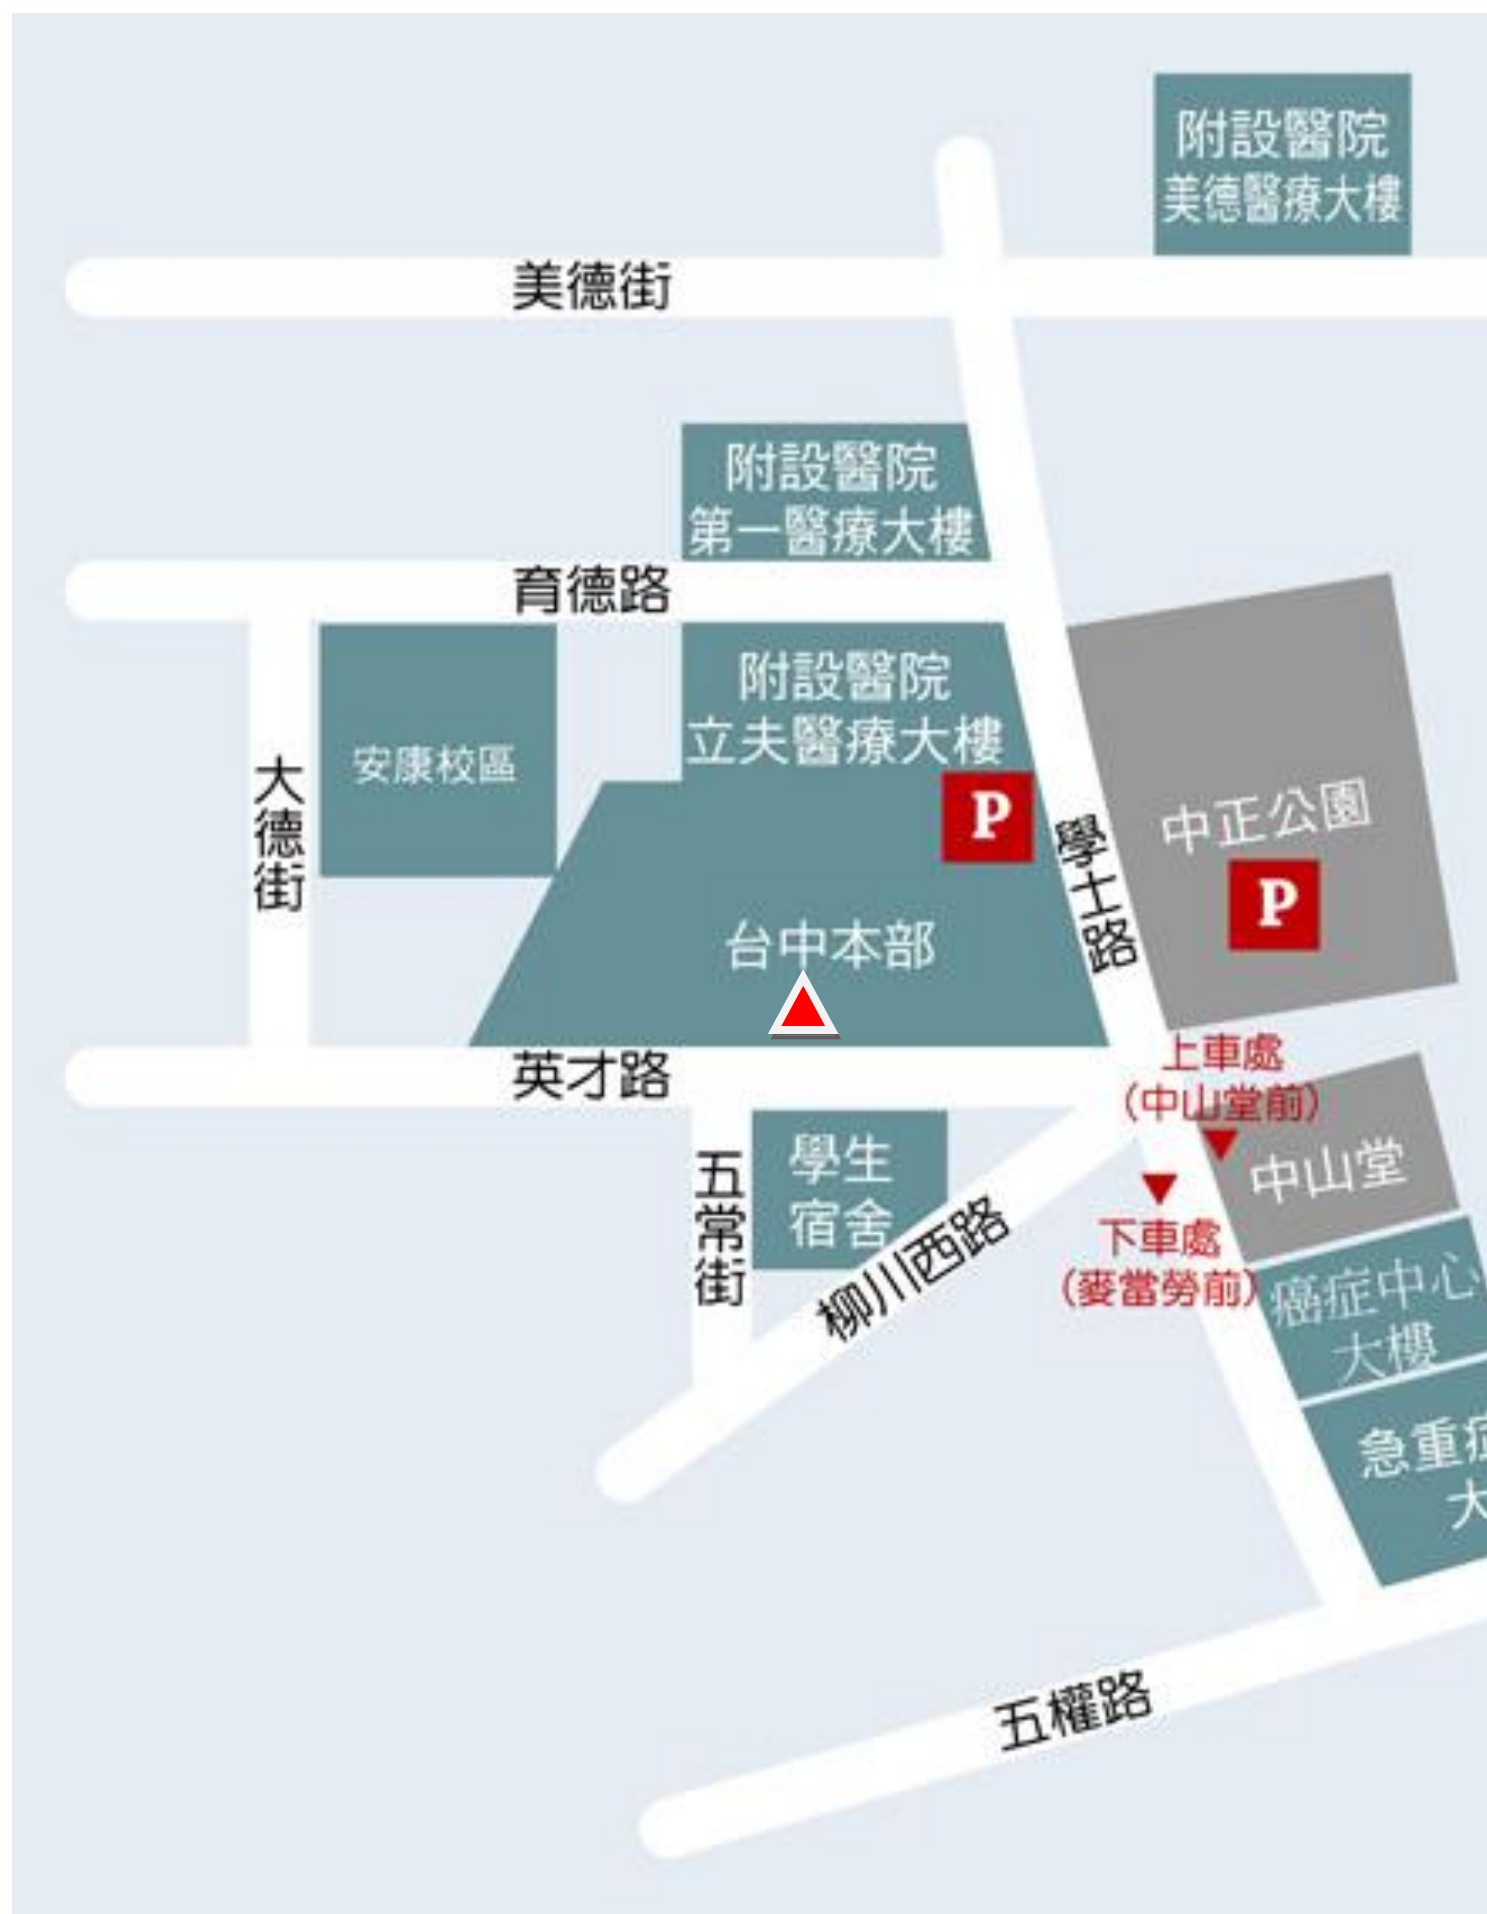 附設醫院
美德醫療大樓
美德街
附設醫院
第一醫療大樓
育德路
附設醫院
立夫醫療大樓
安康校區
大德街
P
學士路
中正公園
P
台中本部
英才路
上車處
(中山堂前)
中山堂
五常街
學生
宿舍
柳川西路
下車處
(麥當勞前)
癌症中心
大樓
急重症
大
五權路